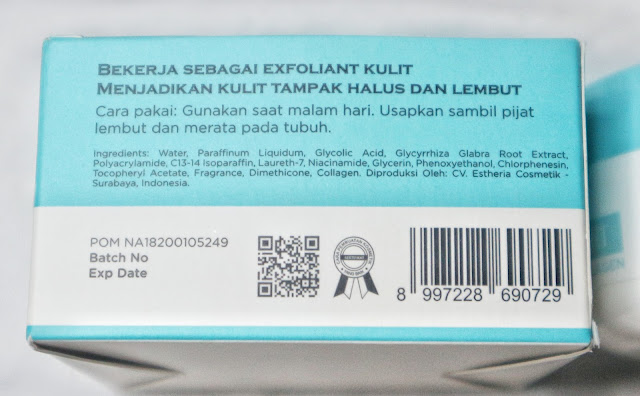 BEKERJA SEBAGAI EXFOLIANT KULIT
MENJADIKAN KULIT TAMPAK HALUS DAN LEMBUT
Cara pakai: Gunakan saat malam hari. Usapkan sambil pijat
lembut dan merata pada tubuh.
Ingredients: Water, Paraffinum Liquidum, Glycolic Acid, Glycyrrhiza Glabra Root Extract,
Polyacrylamide, C13-14 Isoparaffin, Laureth-7, Niacinamide, Glycerin, Phenoxyethanol, Chlorphenesin,
Tocopheryl Acetate, Fragrance, Dimethicone, Collagen. Diproduksi Oleh: CV. Estheria Cosmetik -
Surabaya, Indonesia.
POM NA18200105249
Batch No
Exp Date
8 997228 690729